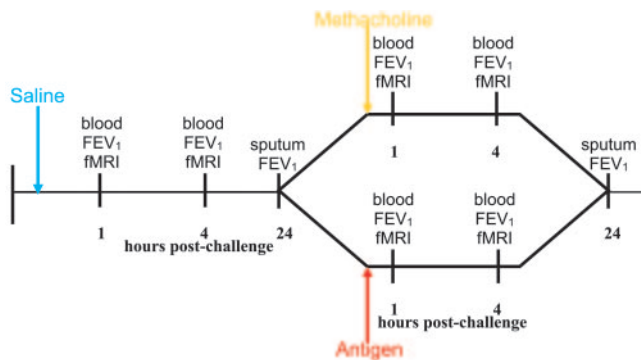 Methacholine
blood
FEV₁
fMRI
blood
FEV₁
fMRI
Saline
blood
FEV₁
fMRI
blood
FEV₁
fMRI
sputum
FEV₁
1
4
sputum
FEV₁
1
4
24
hours post-challenge
blood
FEV₁
fMRI
blood
FEV₁
fMRI
24
1
4
hours post-challenge
Antigen